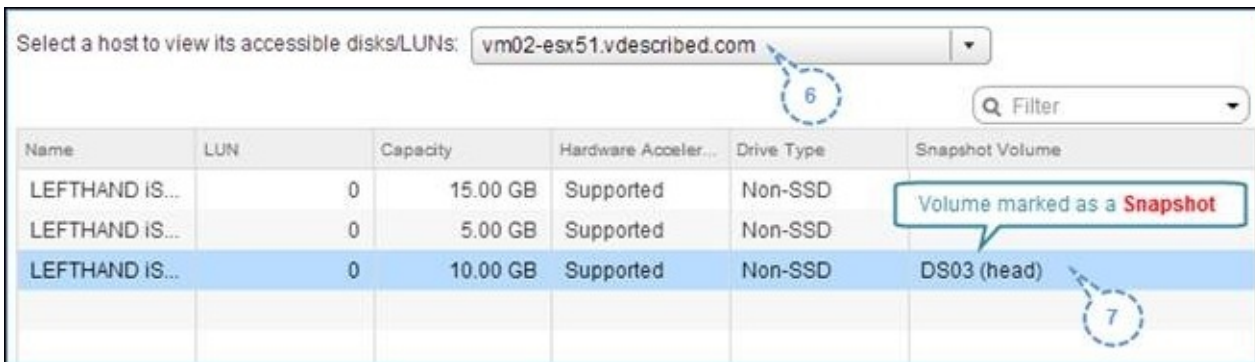 Select a host to view its accessible disks/LUNs: vm02-esx51.vdescribed.com
6
Filter
Name LUN Capacity Hardware Acceler... Drive Type Snapshot Volume
LEFTHAND iS... 0 15.00 GB Supported Non-SSD
Volume marked as a Snapshot
LEFTHAND iS... 0 5.00 GB Supported Non-SSD
LEFTHAND iS... 0 10.00 GB Supported Non-SSD DS03 (head)
7